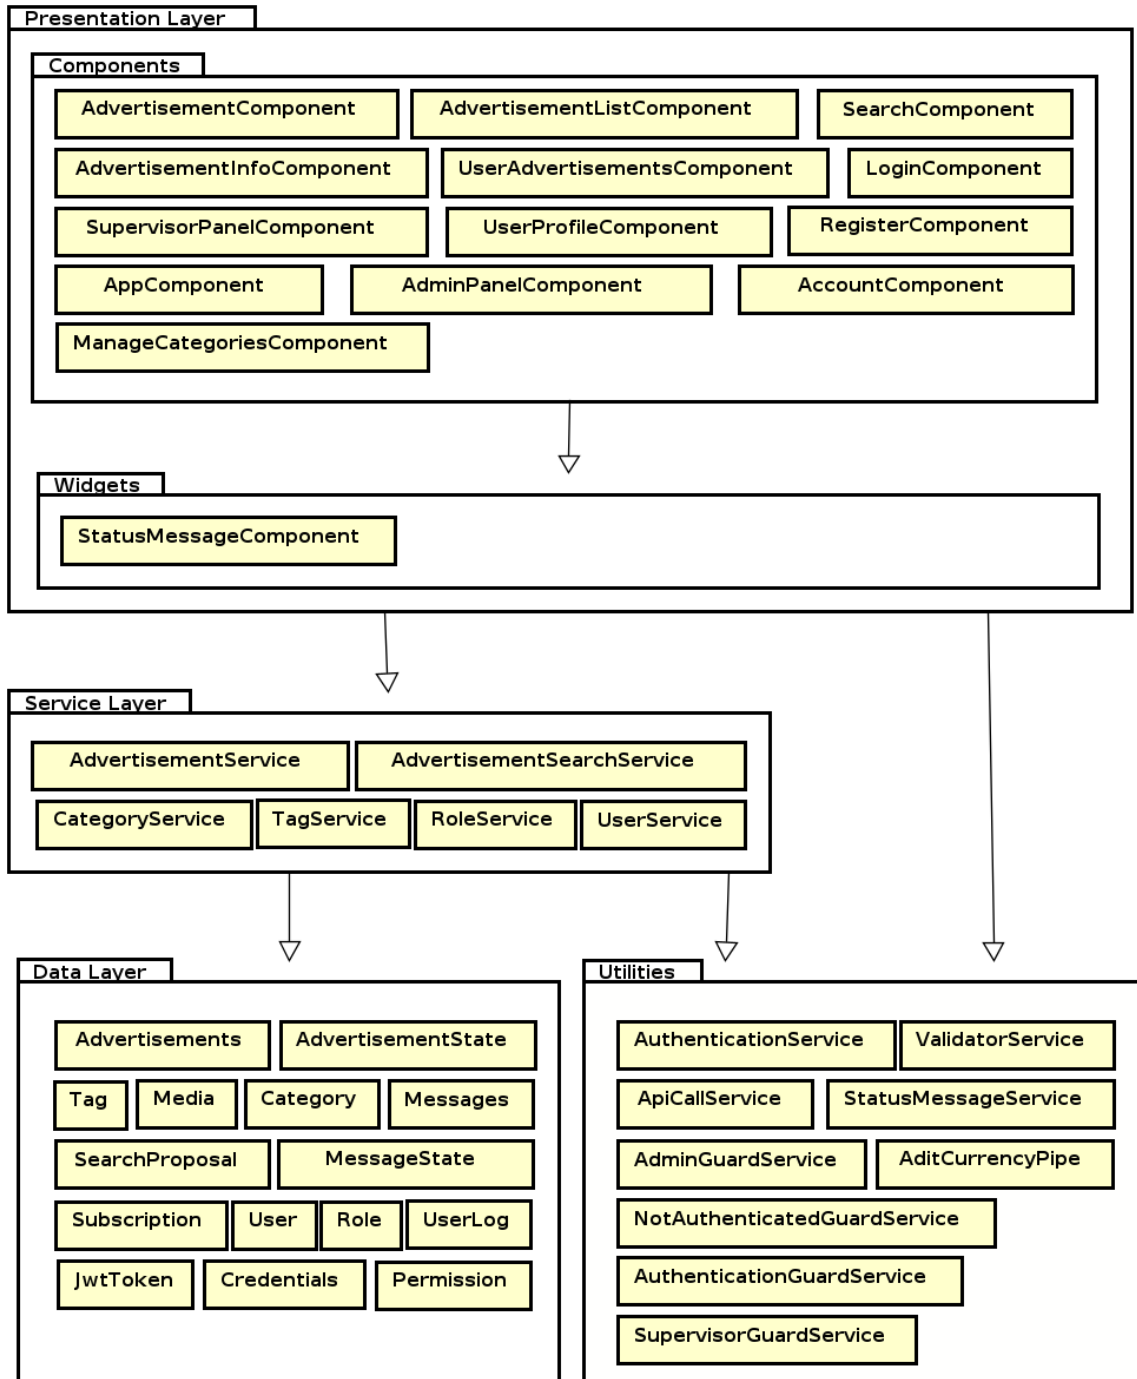 Presentation Layer
Components
AdvertisementComponent AdvertisementListComponent SearchComponent
AdvertisementInfoComponent UserAdvertisementsComponent LoginComponent
SupervisorPanelComponent UserProfileComponent RegisterComponent
AppComponent AdminPanelComponent AccountComponent
ManageCategoriesComponent
Widgets
StatusMessageComponent
Service Layer
AdvertisementService AdvertisementSearchService
CategoryService TagService RoleService UserService
Data Layer
Advertisements AdvertisementState
Tag Media Category Messages
SearchProposal MessageState
Subscription User Role UserLog
JwtToken Credentials Permission
Utilities
AuthenticationService ValidatorService
ApiCallService StatusMessageService
AdminGuardService AditCurrencyPipe
NotAuthenticatedGuardService
AuthenticationGuardService
SupervisorGuardService